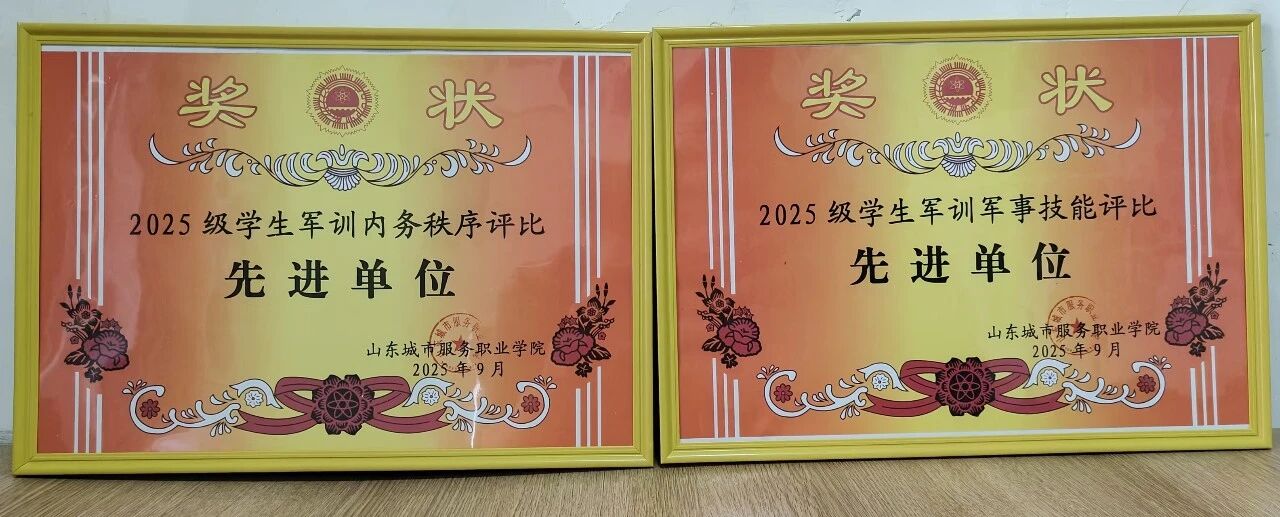 奖状
2025级学生军训内务秩序评比
先进单位
山东城市服务职业学院
2025年9月
奖状
2025级学生军训军事技能评比
先进单位
山东城市服务职业学院
2025年9月